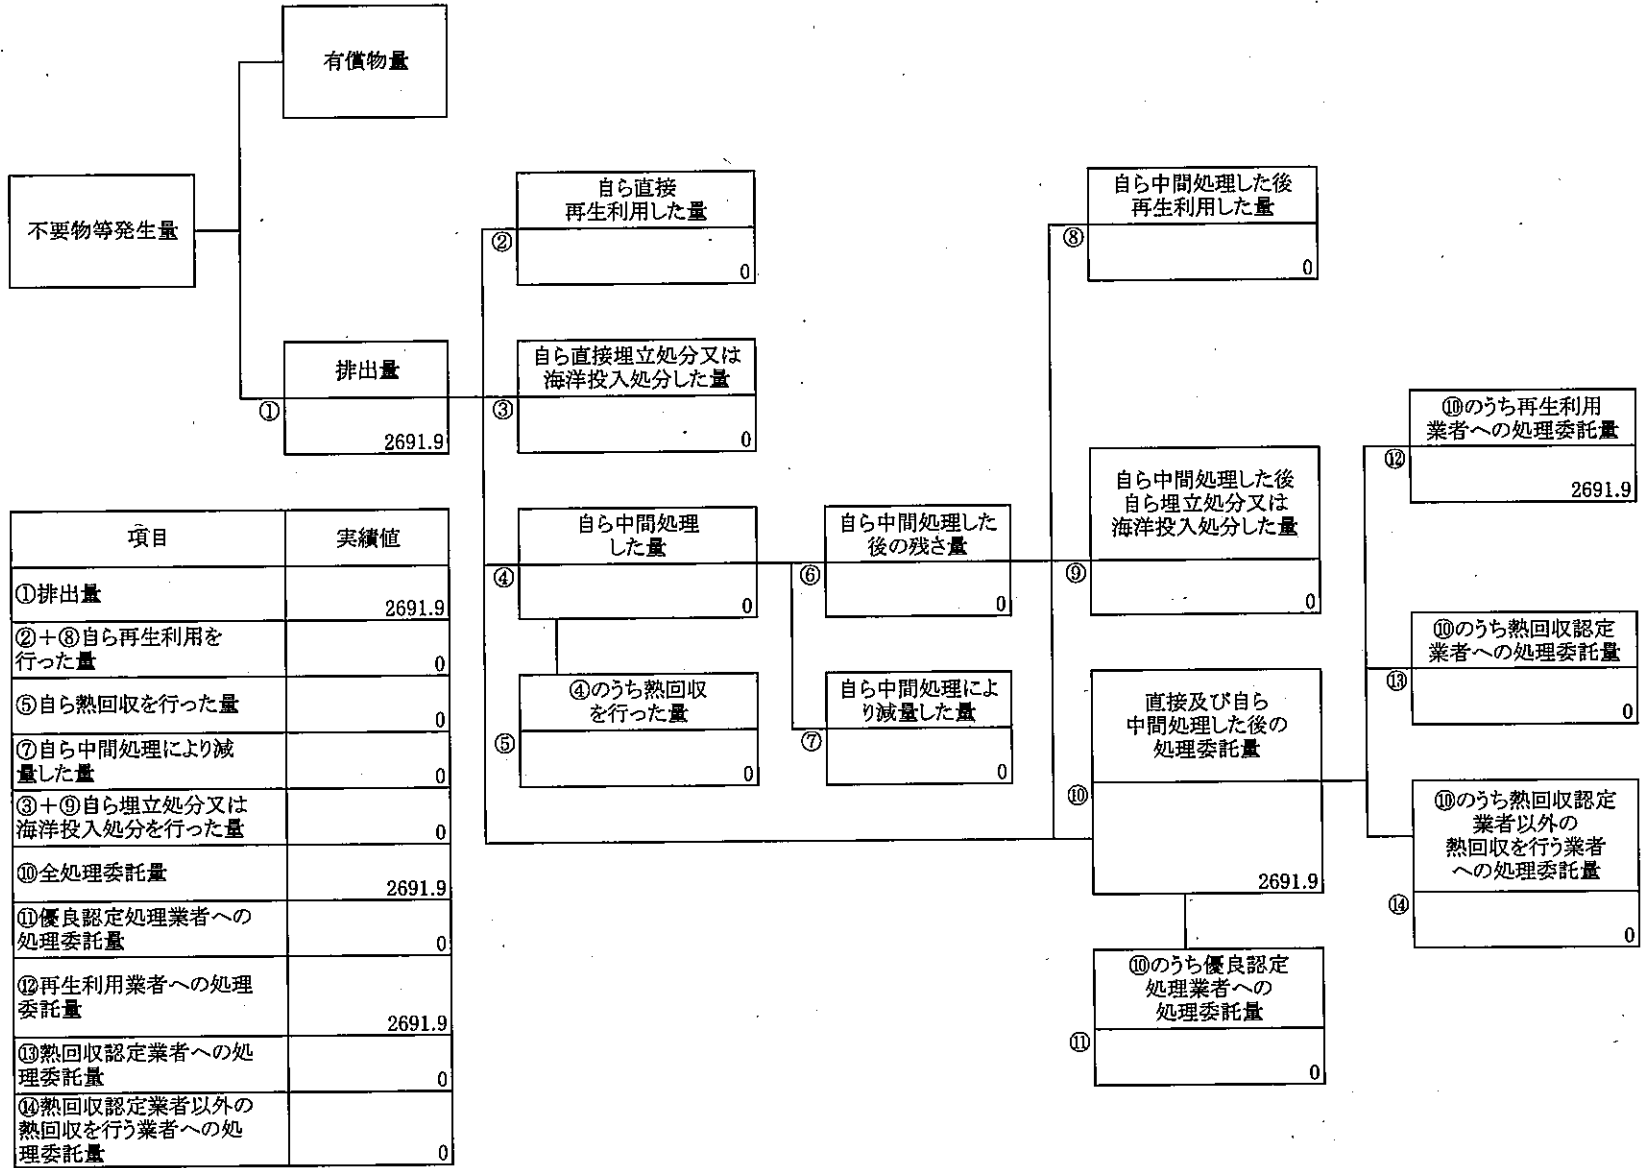 有償物量
不要物等発生量
排出量
①
2691.9
自ら直接
再生利用した量
②
0
自ら直接埋立処分又は
海洋投入処分した量
③
0
自ら中間処理
した量
④
0
④のうち熱回収
を行った量
⑤
0
自ら中間処理した
後の残さ量
⑥
0
自ら中間処理によ
り減量した量
⑦
0
自ら中間処理した後
再生利用した量
⑧
0
自ら中間処理した後
自ら埋立処分又は
海洋投入処分した量
⑨
0
直接及び自ら
中間処理した後の
処理委託量
⑩
2691.9
⑩のうち優良認定
処理業者への
処理委託量
⑪
0
⑩のうち再生利用
業者への処理委託量
⑫
2691.9
⑩のうち熱回収認定
業者への処理委託量
⑬
0
⑩のうち熱回収認定
業者以外の
熱回収を行う業者
への処理委託量
⑭
0
項目 実績値
①排出量
2691.9
②＋⑧自ら再生利用を
行った量
0
⑤自ら熱回収を行った量
0
⑦自ら中間処理により減
量した量
0
③＋⑨自ら埋立処分又は
海洋投入処分を行った量
0
⑩全処理委託量
2691.9
⑪優良認定処理業者への
処理委託量
0
⑫再生利用業者への処理
委託量
2691.9
⑬熱回収認定業者への処
理委託量
0
⑭熱回収認定業者以外の
熱回収を行う業者への処
理委託量
0